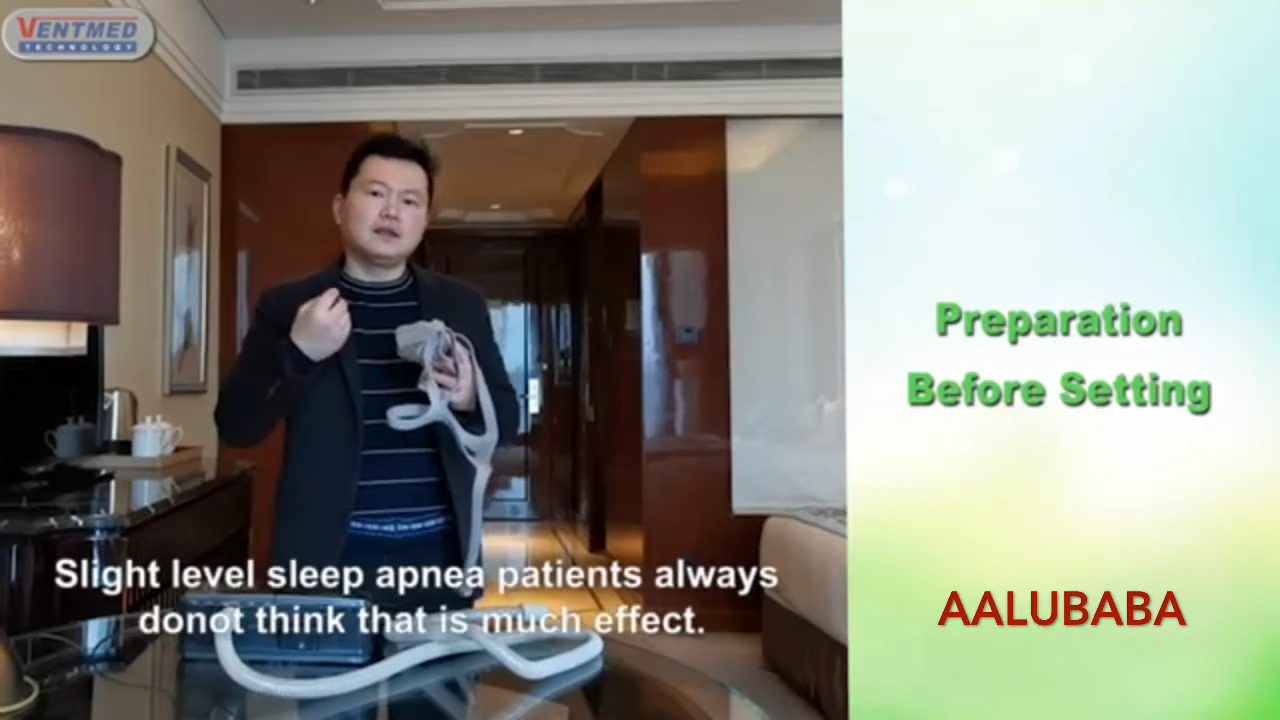 VENTMED
TECHNOLOGY
Slight level sleep apnea patients always
donot think that is much effect.
Preparation
Before Setting
AALUBABA